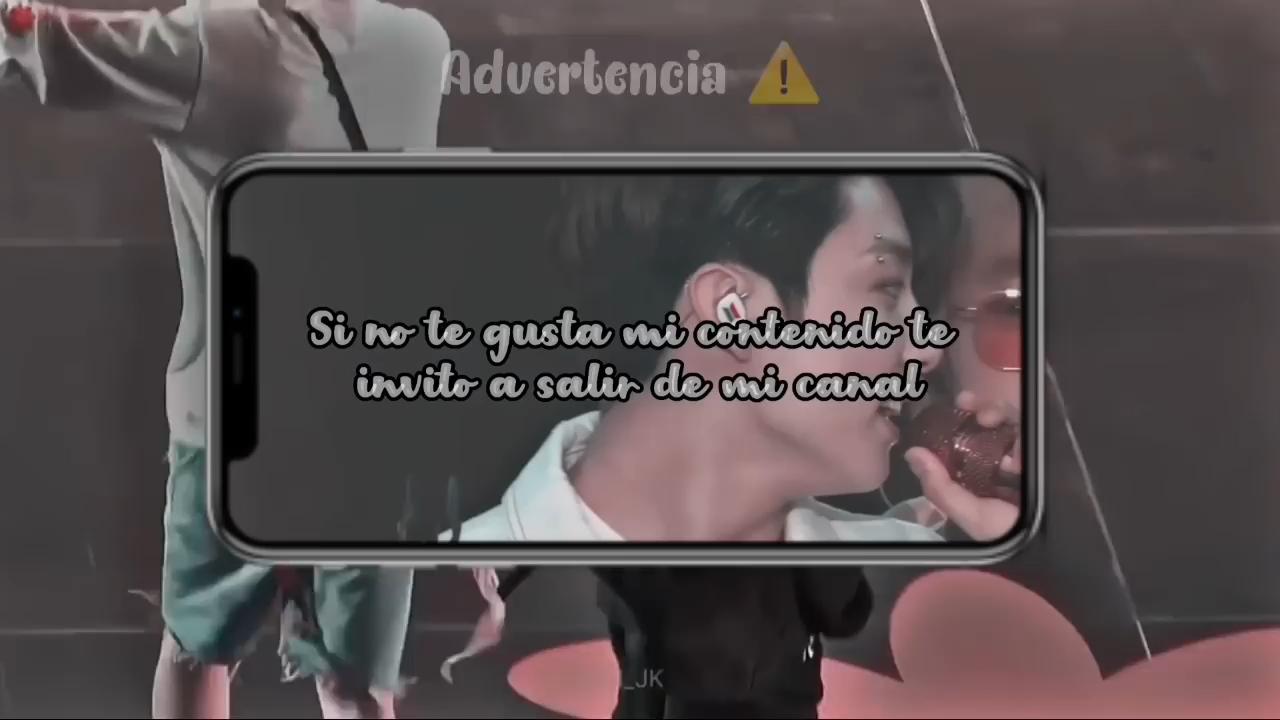 Advertencia ⚠️
Si no te gusta mi contenido te
invito a salir de mi canal
_JK